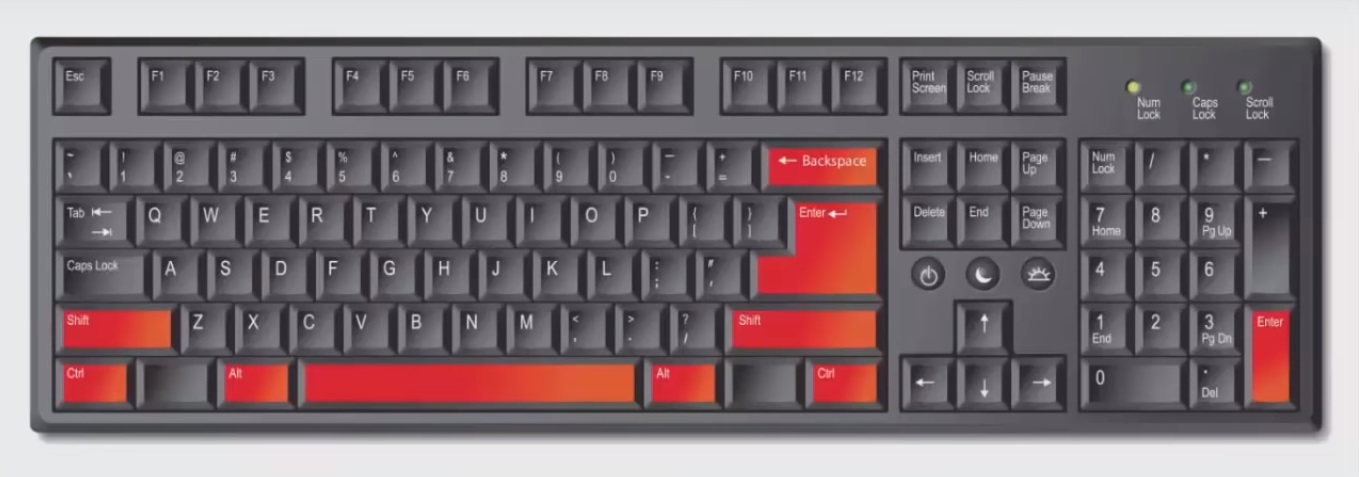 Esc F1 F2 F3 F4 F5 F6 F7 F8 F9 F10 F11 F12 Print Screen Scroll Lock Pause Break
Num Lock Caps Lock Scroll Lock
~ ! @ # $ % ^ & * ( ) — + ← Backspace Insert Home Page Up Num Lock / * —
` 1 2 3 4 5 6 7 8 9 0 - =
Tab Q W E R T Y U I O P { [ } ] Enter Delete End Page Down 7 Home 8 9 Pg Up +
Caps Lock A S D F G H J K L : ; " , 4 5 6
Shift Z X C V B N M < , > . ? / Shift ↑ 1 End 2 3 Pg Dn Enter
Ctrl Alt Alt Ctrl ← ↓ → 0 . Del